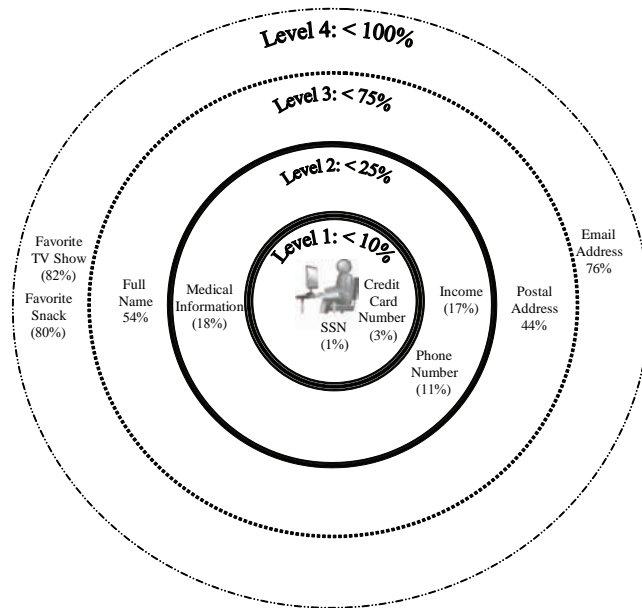 Level 4: < 100%
Level 3: < 75%
Level 2: < 25%
Level 1: < 10%
Favorite
TV Show
(82%)
Favorite
Snack
(80%)
Full
Name
54%
Medical
Information
(18%)
SSN
(1%)
Credit
Card
Number
(3%)
Income
(17%)
Phone
Number
(11%)
Postal
Address
44%
Email
Address
76%